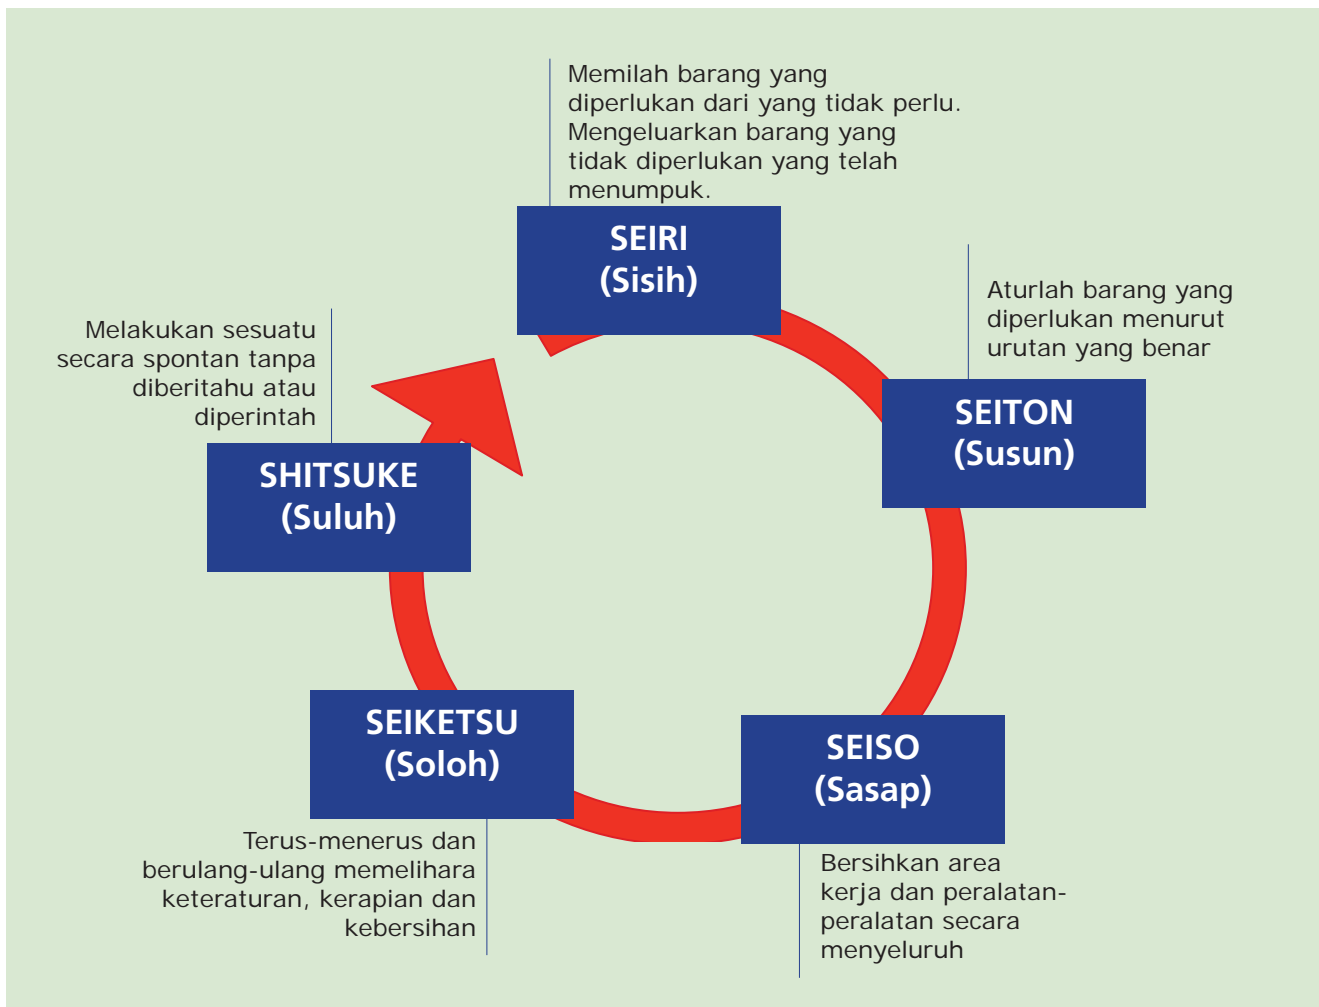 Memilah barang yang
diperlukan dari yang tidak perlu.
Mengeluarkan barang yang
tidak diperlukan yang telah
menumpuk.
SEIRI
(Sisih)
Aturlah barang yang
diperlukan menurut
urutan yang benar
SEITON
(Susun)
SEISO
(Sasap)
Bersihkan area
kerja dan peralatan-
peralatan secara
menyeluruh
SEIKETSU
(Soloh)
Terus-menerus dan
berulang-ulang memelihara
keteraturan, kerapian dan
kebersihan
Melakukan sesuatu
secara spontan tanpa
diberitahu atau
diperintah
SHITSUKE
(Suluh)